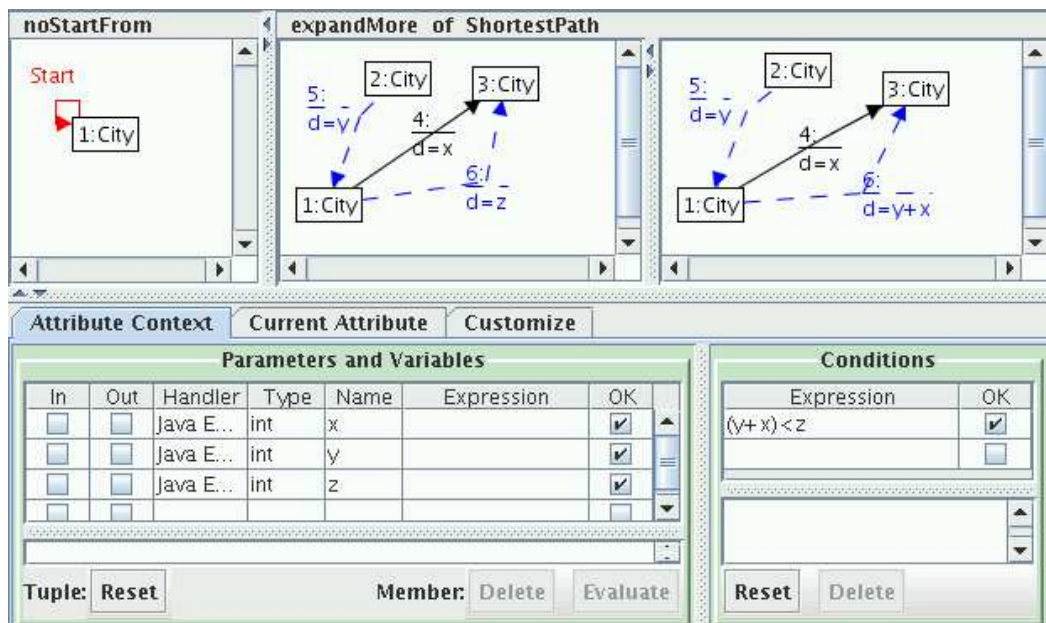 noStartFrom
expandMore of ShortestPath
Start
1:City
2:City
3:City
5:
d=y
4:
d=x
6:
d=z
1:City
2:City
3:City
5:
d=y
4:
d=x
6:
d=y+x
1:City
Attribute Context
Current Attribute
Customize
Parameters and Variables
In Out Handler Type Name Expression OK
Java E... int x
Java E... int y
Java E... int z
Tuple: Reset
Member: Delete Evaluate
Conditions
Expression OK
(y+x)<z
Reset Delete